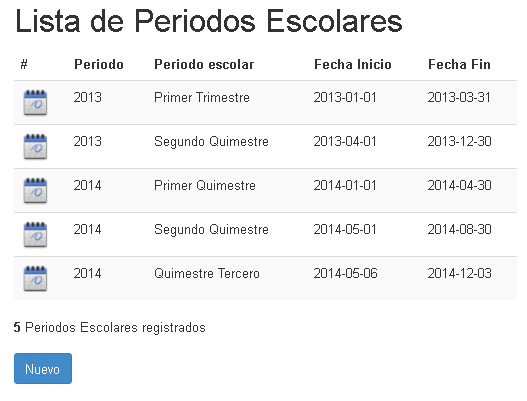 Lista de Periodos Escolares
# Periodo Periodo escolar Fecha Inicio Fecha Fin
2013 Primer Trimestre 2013-01-01 2013-03-31
2013 Segundo Quimestre 2013-04-01 2013-12-30
2014 Primer Quimestre 2014-01-01 2014-04-30
2014 Segundo Quimestre 2014-05-01 2014-08-30
2014 Quimestre Tercero 2014-05-06 2014-12-03
5 Periodos Escolares registrados
Nuevo